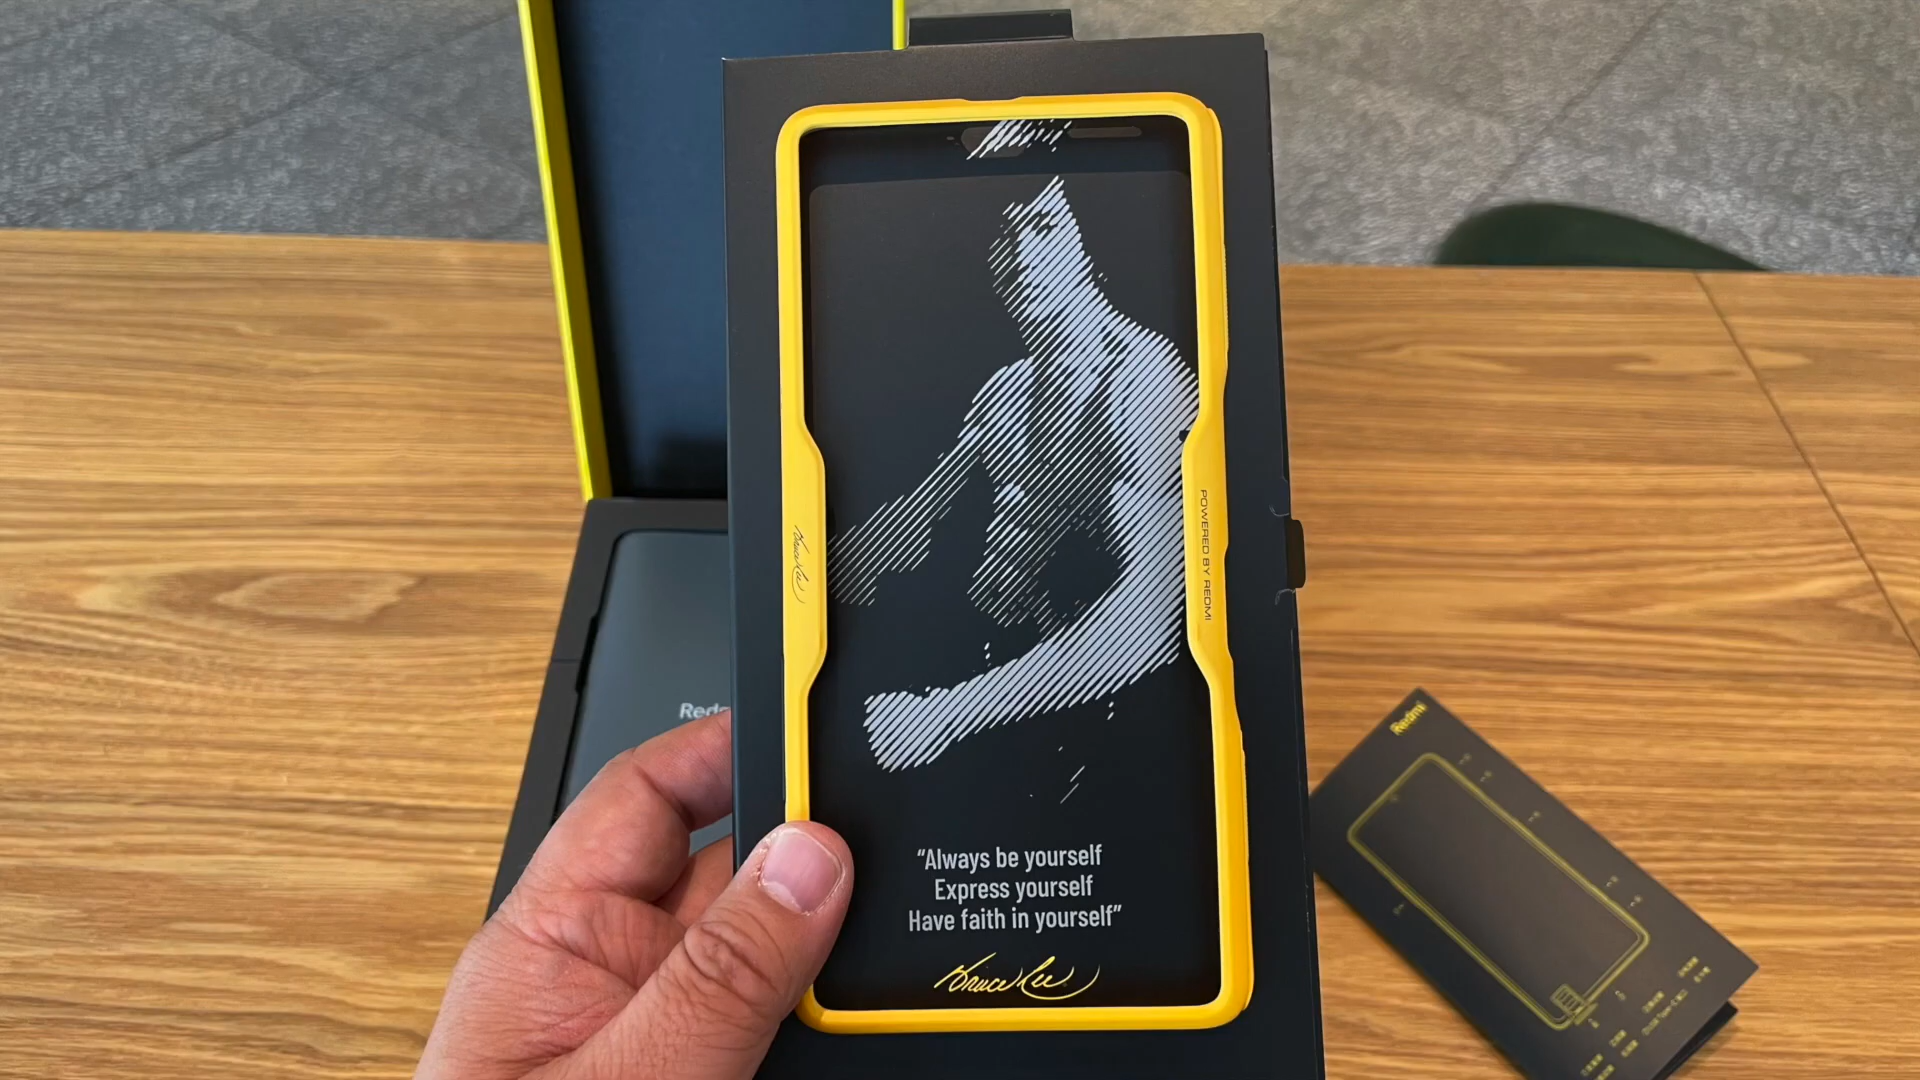 “Always be yourself
Express yourself
Have faith in yourself”
Bruce Lee
Bruce Lee
POWERED BY REDMI
Redmi